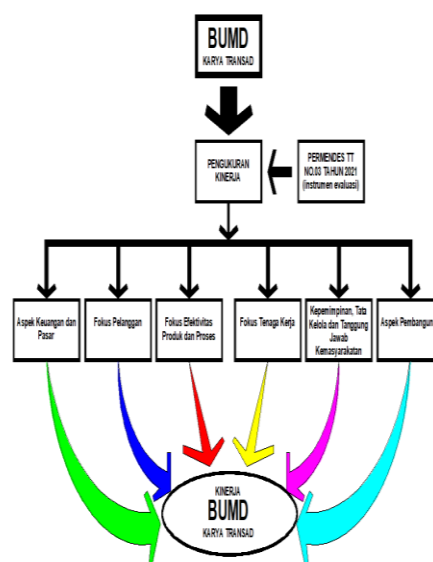 BUMD
KARYA TRANSAD
PENGUKURAN
KINERJA
PERMENDES TT
NO.03 TAHUN 2021
(instrumen evaluasi)
Aspek Keuangan dan
Pasar
Fokus Pelanggan
Fokus Efektivitas
Produk dan Proses
Fokus Tenaga Kerja
Kepemimpinan, Tata
Kelola dan Tanggung
Jawab
Kemasyarakatan
Aspek Pembangun
KINERJA
BUMD
KARYA TRANSAD